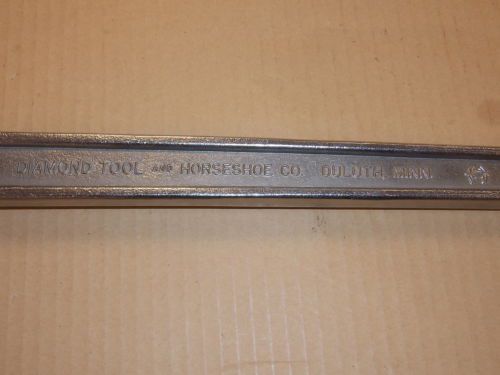 DIAMOND TOOL AND HORSESHOE CO. DULUTH, MINN.